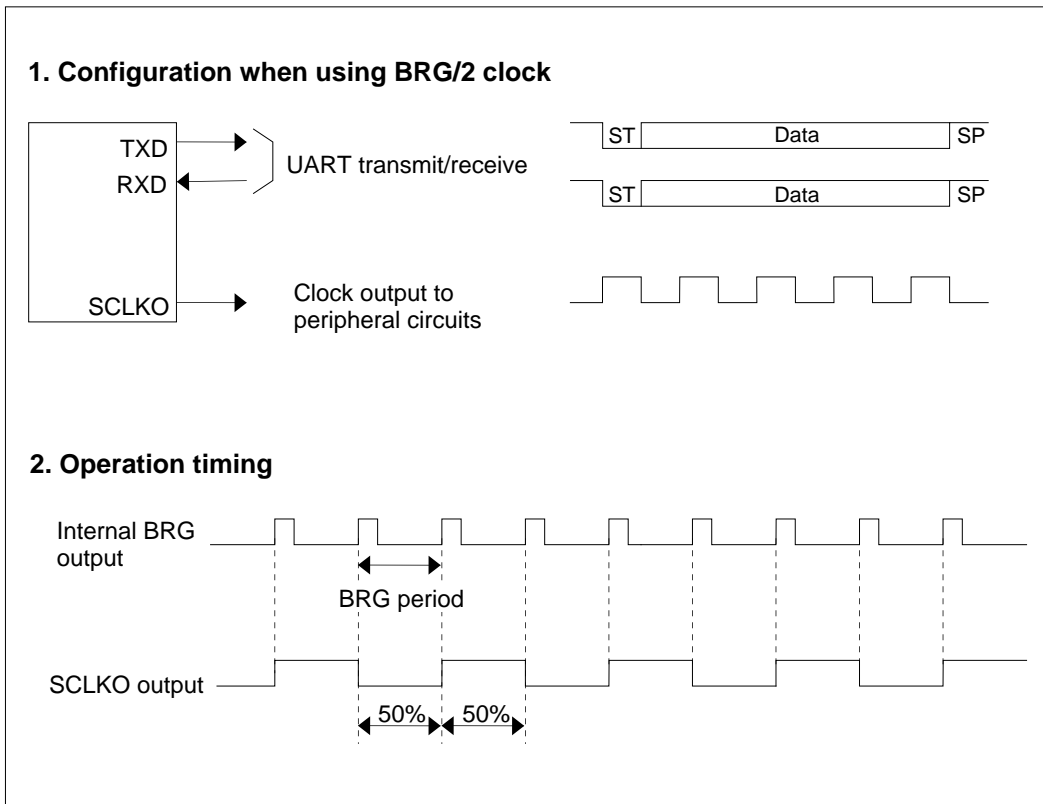 1. Configuration when using BRG/2 clock
TXD
RXD
UART transmit/receive
ST
Data
SP
ST
Data
SP
SCLKO
Clock output to
peripheral circuits
2. Operation timing
Internal BRG
output
BRG period
SCLKO output
50%
50%